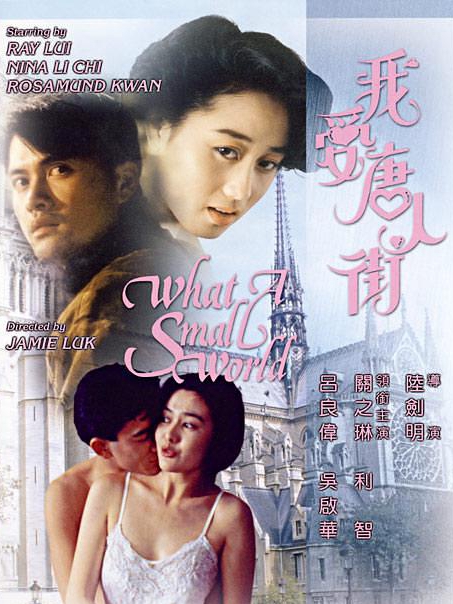 Starring by
RAY LUI
NINA LI CHI
ROSAMUND KWAN
我愛唐人街
What A
Small
World
Directed by
JAMIE LUK
導演
陸劍明
領銜主演
關之琳 利智
呂良偉 吳啟華